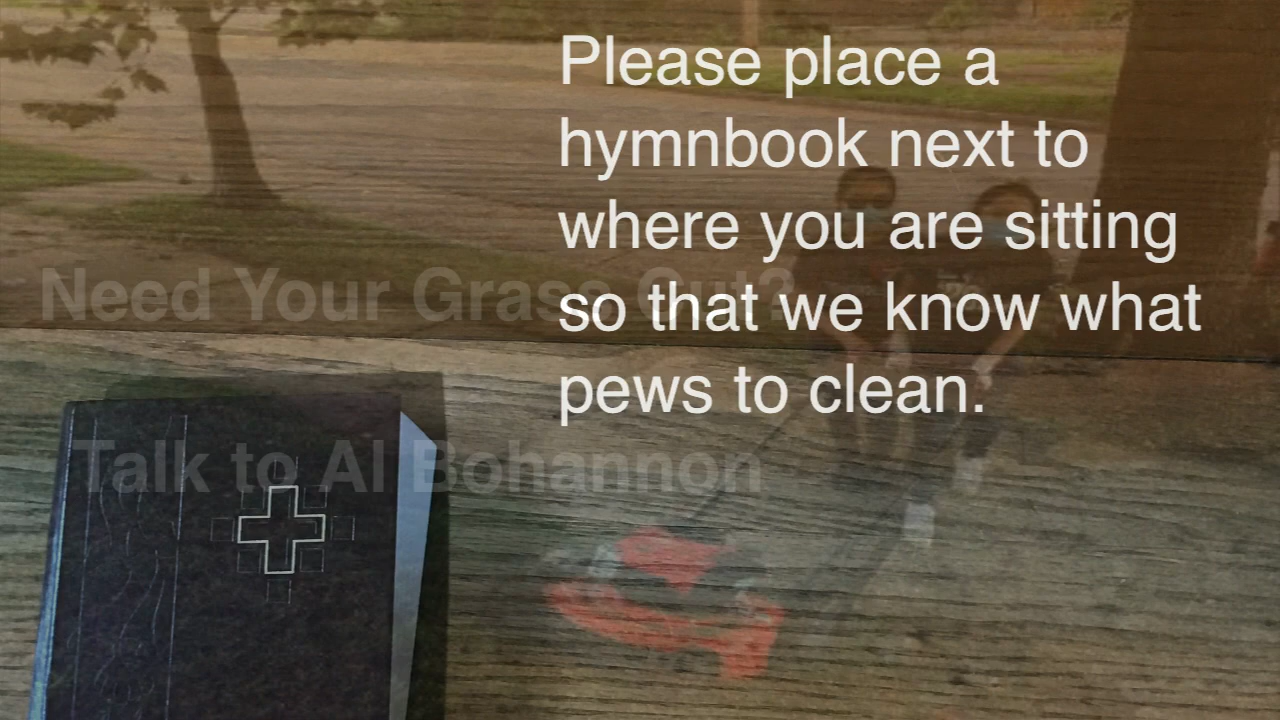 Please place a
hymnbook next to
where you are sitting
so that we know what
pews to clean.
Need Your Grass Cut?
Talk to Al Bohannon